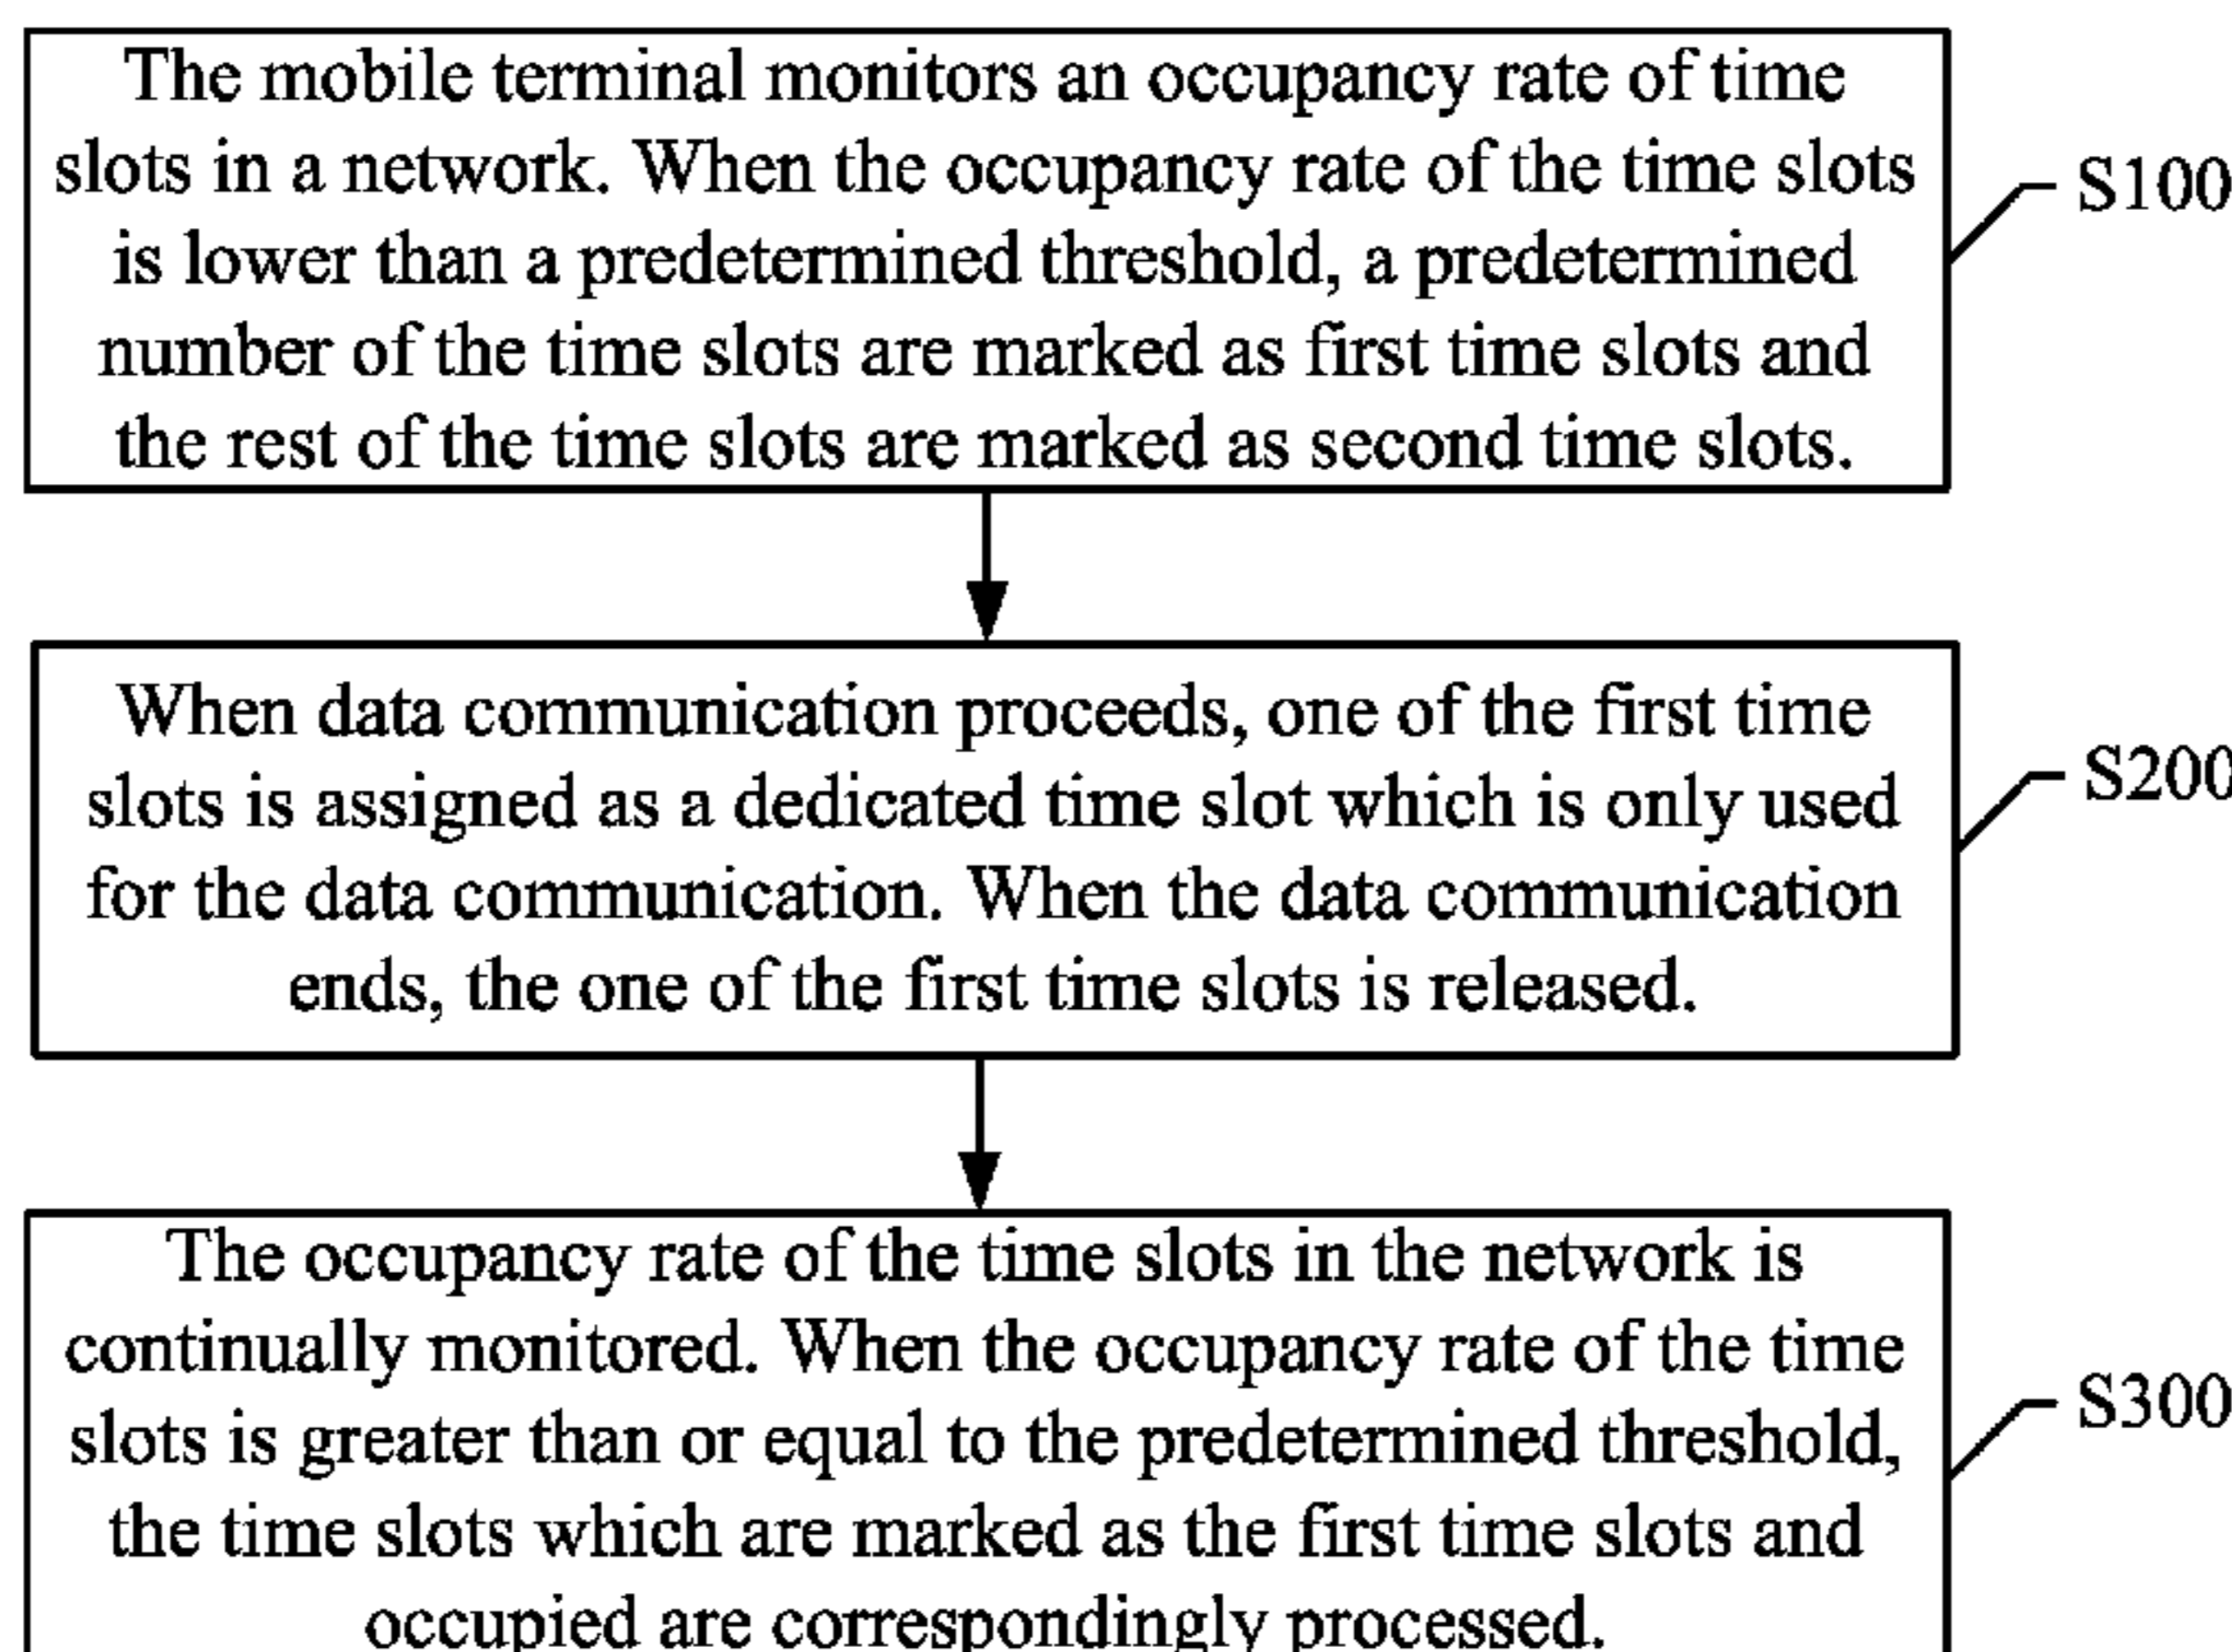 The mobile terminal monitors an occupancy rate of time
slots in a network. When the occupancy rate of the time slots
is lower than a predetermined threshold, a predetermined
number of the time slots are marked as first time slots and
the rest of the time slots are marked as second time slots.
S100
When data communication proceeds, one of the first time
slots is assigned as a dedicated time slot which is only used
for the data communication. When the data communication
ends, the one of the first time slots is released.
S200
The occupancy rate of the time slots in the network is
continually monitored. When the occupancy rate of the time
slots is greater than or equal to the predetermined threshold,
the time slots which are marked as the first time slots and
occupied are correspondingly processed.
S300